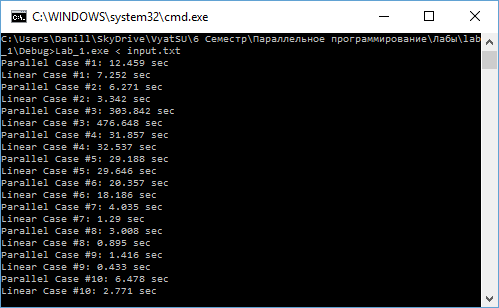 C:\WINDOWS\system32\cmd.exe
C:\Users\Danill\SkyDrive\VyatSU\6 Семестр\Параллельное программирование\Лабы\lab
_1\Debug>Lab_1.exe < input.txt
Parallel Case #1: 12.459 sec
Linear Case #1: 7.252 sec
Parallel Case #2: 6.271 sec
Linear Case #2: 3.342 sec
Parallel Case #3: 303.842 sec
Linear Case #3: 476.648 sec
Parallel Case #4: 31.857 sec
Linear Case #4: 32.537 sec
Parallel Case #5: 29.188 sec
Linear Case #5: 29.646 sec
Parallel Case #6: 20.357 sec
Linear Case #6: 18.186 sec
Parallel Case #7: 4.035 sec
Linear Case #7: 1.29 sec
Parallel Case #8: 3.008 sec
Linear Case #8: 0.895 sec
Parallel Case #9: 1.416 sec
Linear Case #9: 0.433 sec
Parallel Case #10: 6.478 sec
Linear Case #10: 2.771 sec